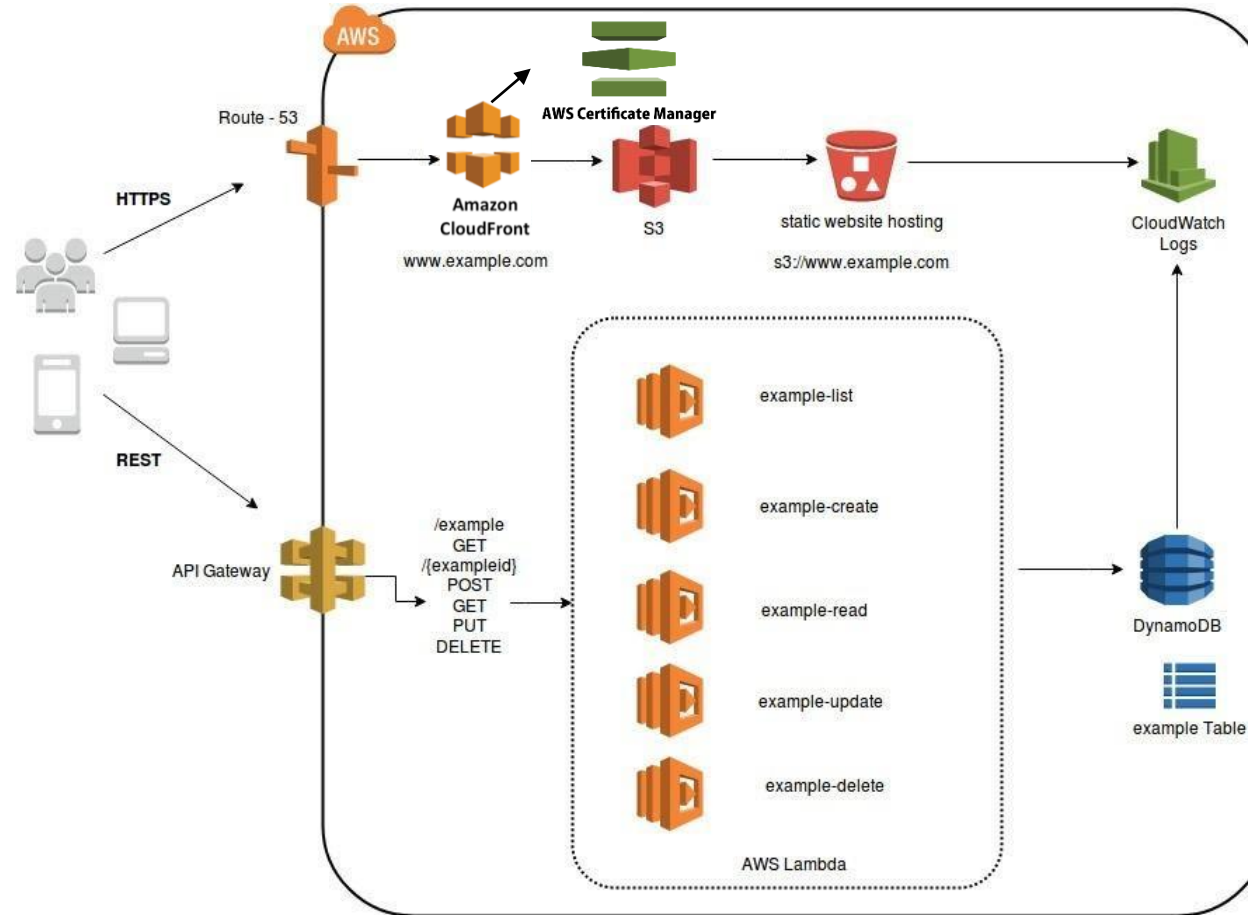 AWS
AWS Certificate Manager
Route - 53
HTTPS
Amazon
CloudFront
www.example.com
S3
static website hosting
s3://www.example.com
CloudWatch
Logs
REST
API Gateway
/example
GET
/{exampleid}
POST
GET
PUT
DELETE
example-list
example-create
example-read
example-update
example-delete
AWS Lambda
DynamoDB
example Table